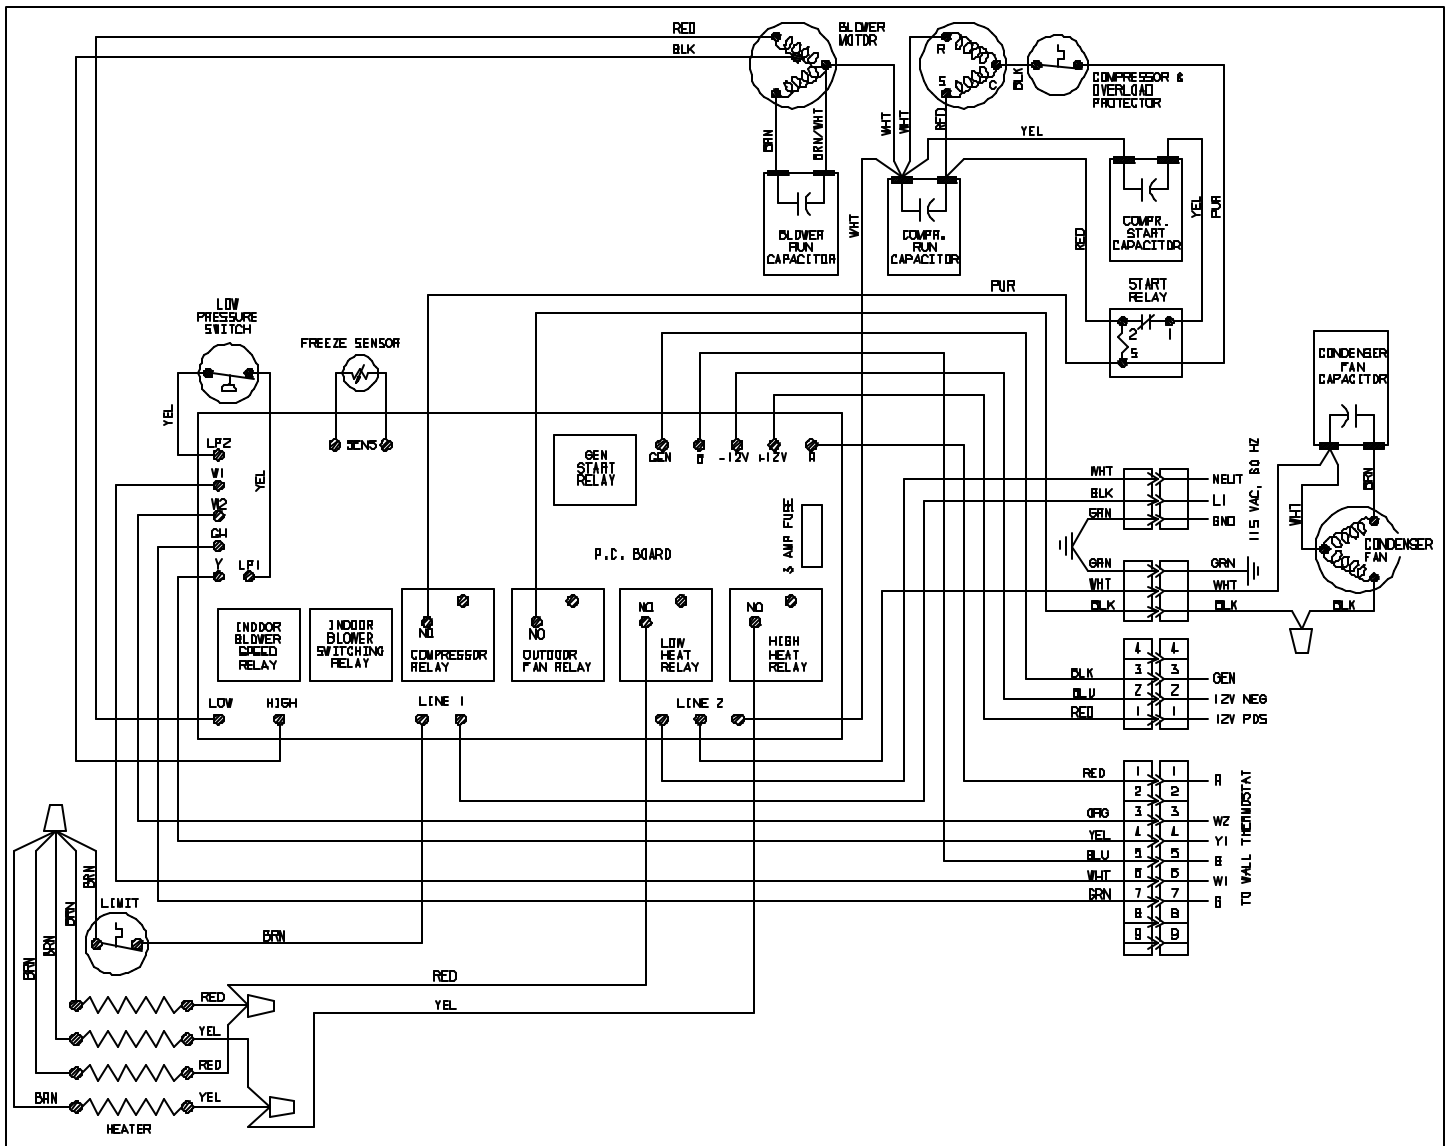 RED
BLK
BLOWER
MOTOR
R
S
C
BLK
COMPRESSOR &
OVERLOAD
PROTECTOR
BRN
BRN/WHT
WHT
WHT
RED
YEL
BLOWER
RUN
CAPACITOR
WHT
COMPR.
RUN
CAPACITOR
RED
COMPR.
START
CAPACITOR
YEL
PUR
PUR
START
RELAY
2
1
5
LOW
PRESSURE
SWITCH
FREEZE SENSOR
CONDENSER
FAN
CAPACITOR
YEL
LP2
SENS
GEN
START
RELAY
GEN
B
-12V
+12V
R
W1
YEL
W2
3 AMP FUSE
P.C. BOARD
Y
LP1
WHT
NEUT
BLK
L1
GRN
GND
115 VAC, 60 HZ
WHT
BRN
CONDENSER
FAN
GRN
GRN
WHT
WHT
BLK
BLK
BLK
INDOOR
BLOWER
SPEED
RELAY
INDOOR
BLOWER
SWITCHING
RELAY
NO
COMPRESSOR
RELAY
NO
OUTDOOR
FAN RELAY
NO
LOW
HEAT
RELAY
NO
HIGH
HEAT
RELAY
LOW
HIGH
LINE 1
LINE 2
4 4
BLK 3 3 GEN
BLU 2 2 12V NEG
RED 1 1 12V POS
RED 1 1 R
2 2
ORG 3 3 W2
YEL 4 4 Y1
BLU 5 5 B
WHT 6 6 W1
GRN 7 7 G
8 8
9 9
TO WALL THERMOSTAT
BRN
BRN
BRN
BRN
LIMIT
BRN
RED
YEL
RED
YEL
RED
BRN
YEL
HEATER